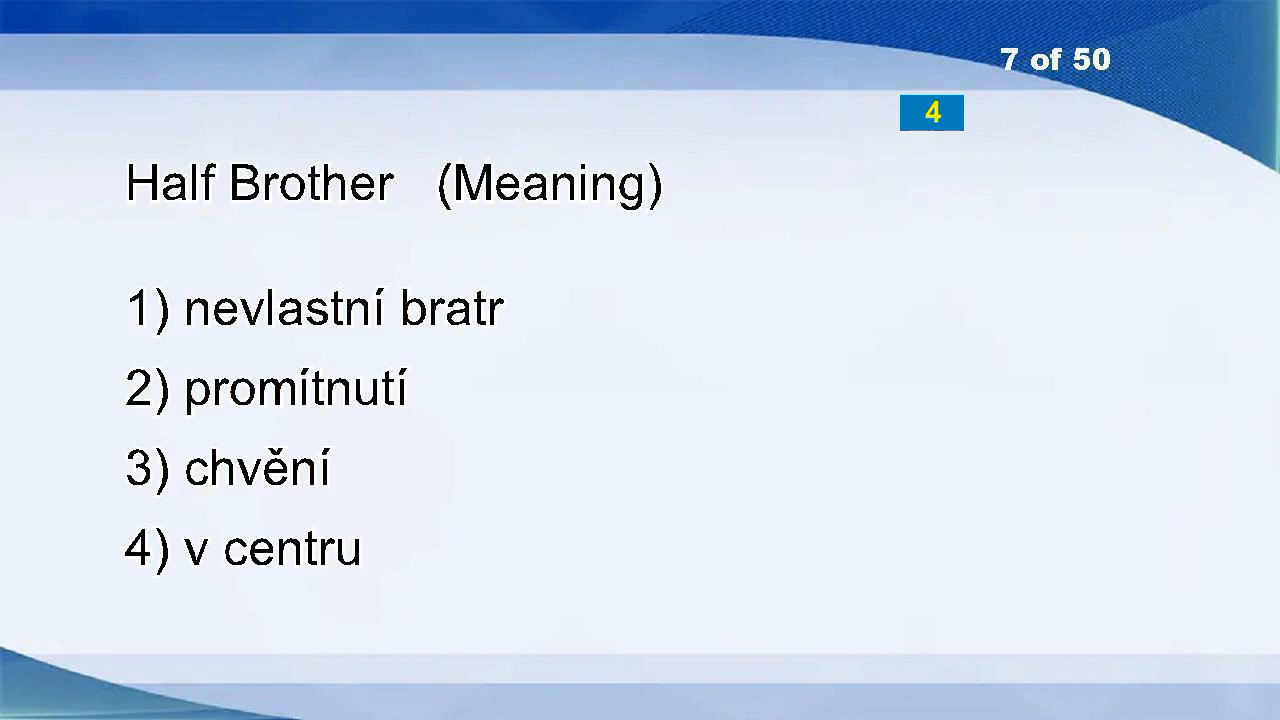 7 of 50
4
Half Brother (Meaning)
1) nevlastní bratr
2) promítnutí
3) chvění
4) v centru